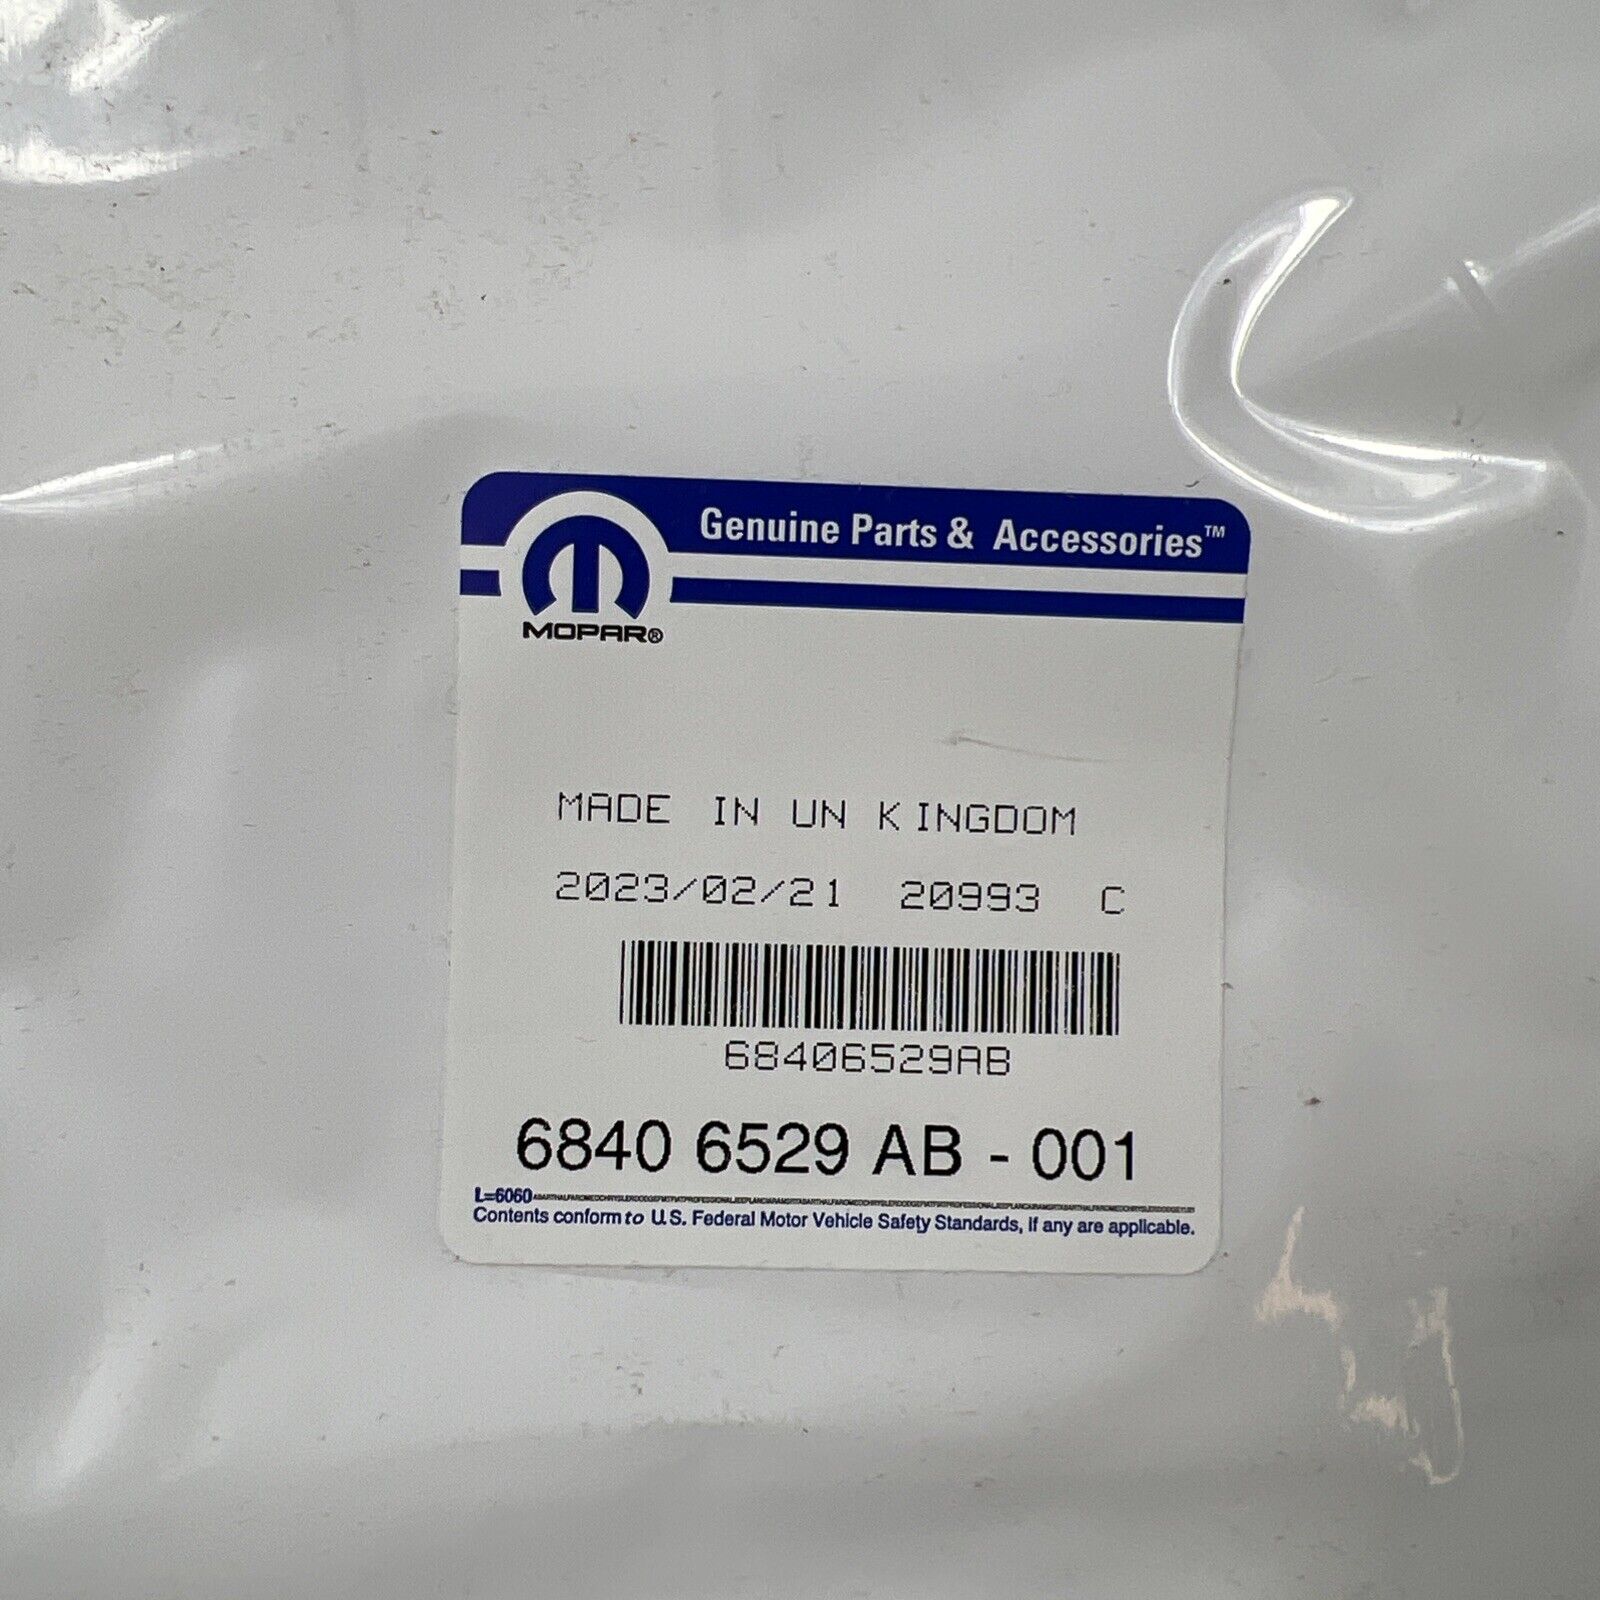 Genuine Parts & Accessories™
MOPAR®
MADE IN UN KINGDOM
2023/02/21 20993 C
68406529AB
6840 6529 AB - 001
L=6060
Contents conform to U.S. Federal Motor Vehicle Safety Standards, if any are applicable.